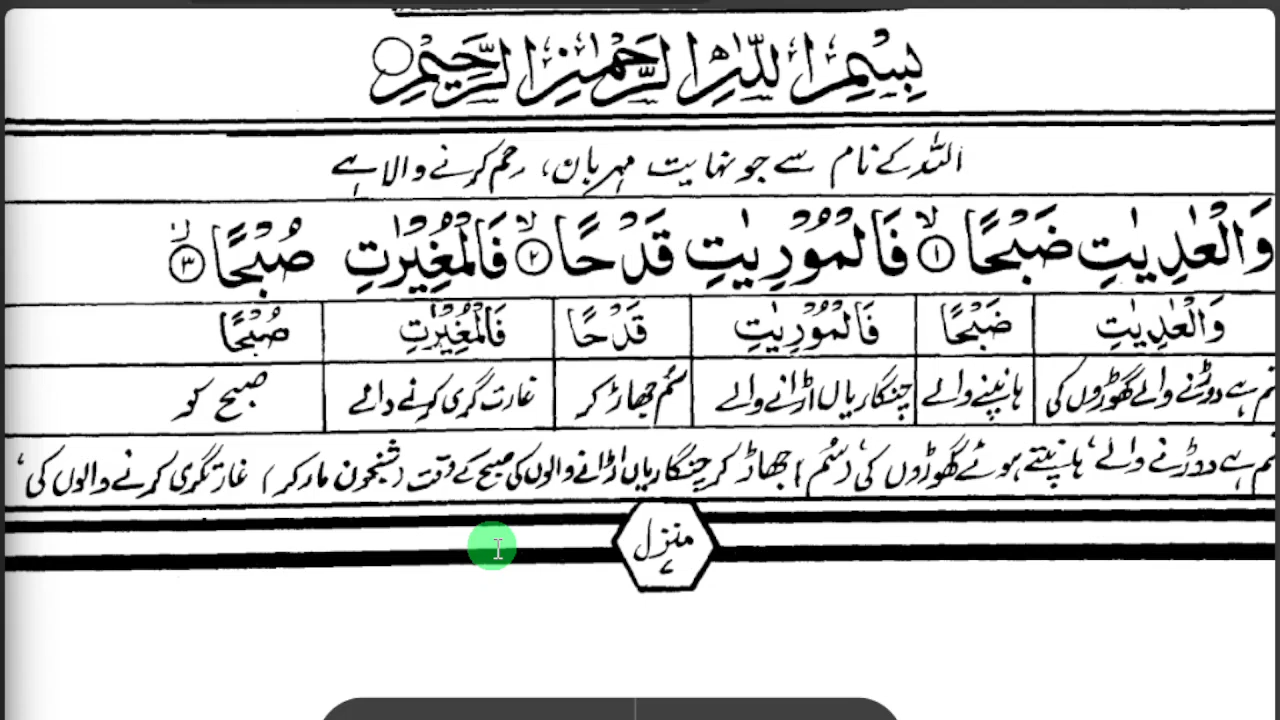 بِسْمِ اللّٰهِ الرَّحْمٰنِ الرَّحِيْمِ
اللہ کے نام سے جو نہایت مہربان، رحم کرنے والا ہے
وَالْعٰدِيٰتِ ضَبْحًا ۙ۱ فَالْمُوْرِيٰتِ قَدْحًا ۙ۲ فَالْمُغِيْرٰتِ صُبْحًا ۙ۳
وَالْعٰدِيٰتِ ضَبْحًا فَالْمُوْرِيٰتِ قَدْحًا فَالْمُغِيْرٰتِ صُبْحًا
قسم ہے دوڑنے والے گھوڑوں کی ہانپنے والے چنگاریاں اڑانے والے سُم جھاڑ کر غارت گری کرنے والے صبح کو
قسم ہے دوڑنے والے، ہانپتے ہوئے گھوڑوں کی، (سُم) جھاڑ کر چنگاریاں اڑانے والوں کی صبح کے وقت (شبخون مار کر) غارتگری کرنے والوں کی،
منزل
۷